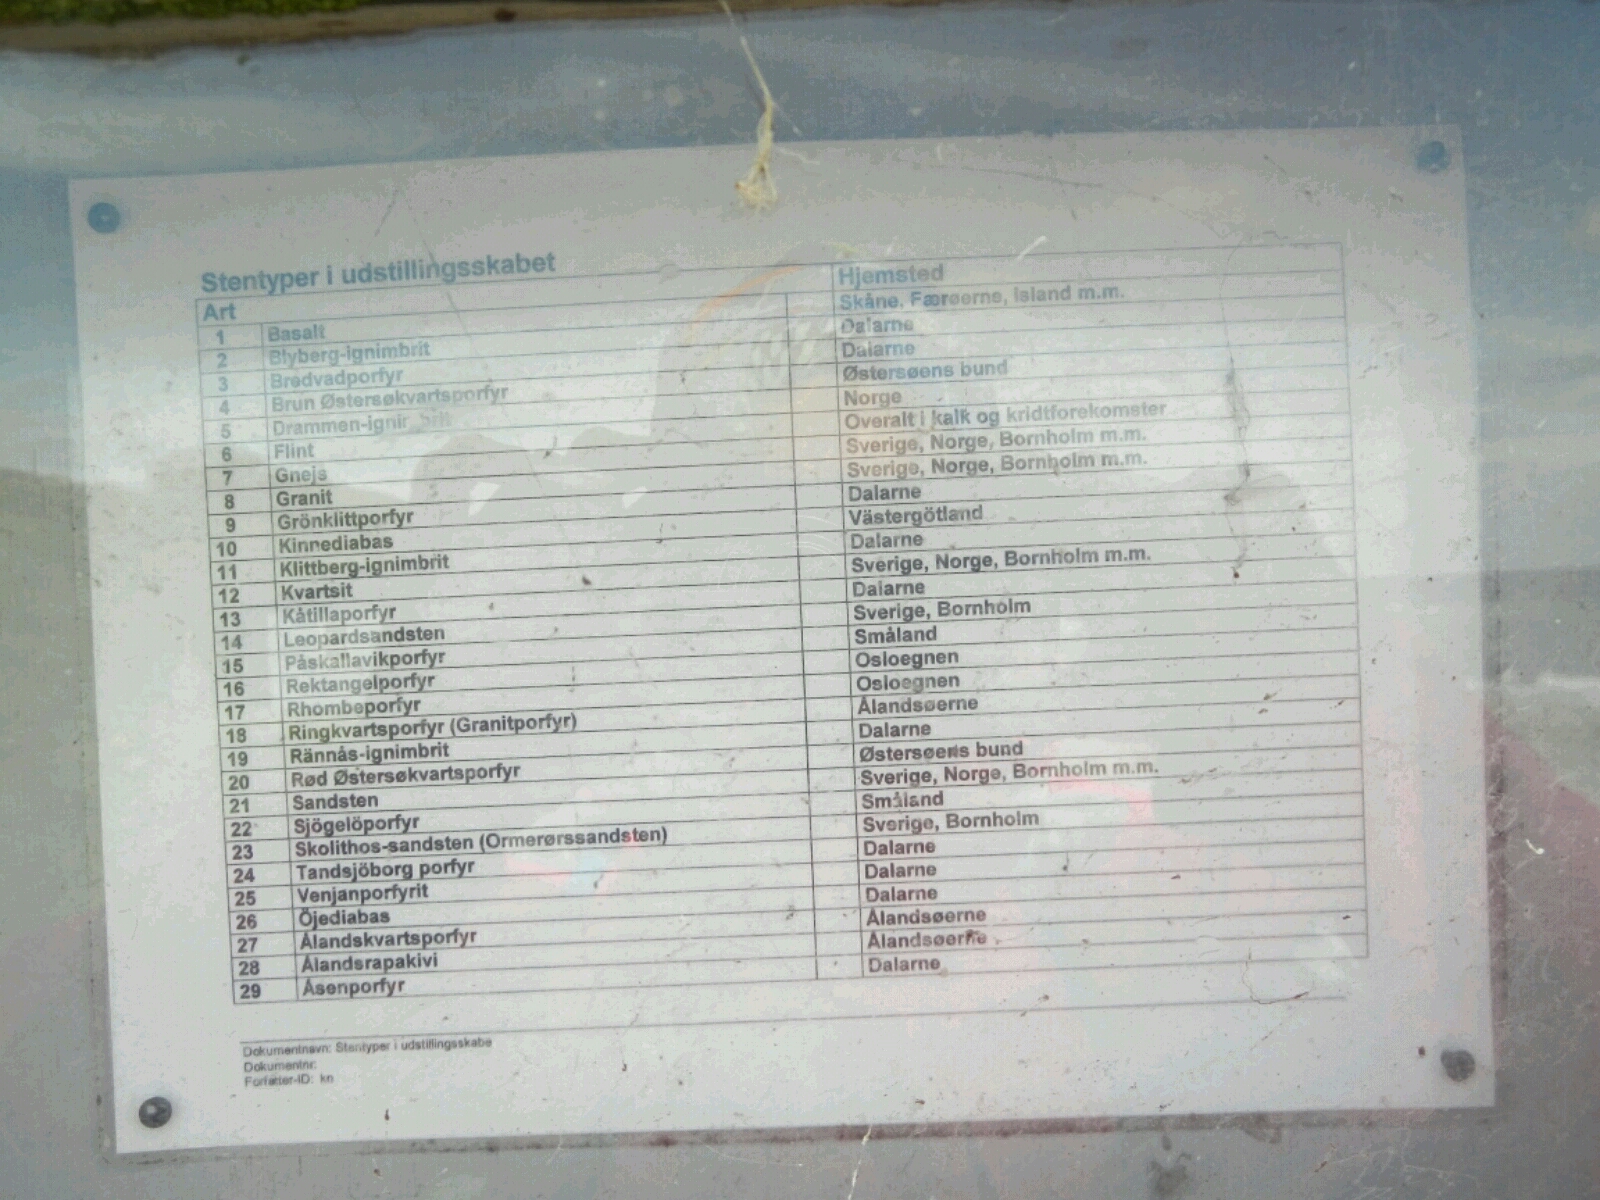 Stentyper i udstillingsskabet
Art Hjemsted
1 Basalt Skåne, Færøerne, Island m.m.
2 Blyberg-ignimbrit Dalarne
3 Bredvadporfyr Dalarne
4 Brun Østersøkvartsporfyr Østersøens bund
5 Drammen-ignimbrit Norge
6 Flint Overalt i kalk og kridtforekomster
7 Gnejs Sverige, Norge, Bornholm m.m.
8 Granit Sverige, Norge, Bornholm m.m.
9 Grönklittporfyr Dalarne
10 Kinnediabas Västergötland
11 Klittberg-ignimbrit Dalarne
12 Kvartsit Sverige, Norge, Bornholm m.m.
13 Kåtillaporfyr Dalarne
14 Leopardsandsten Sverige, Bornholm
15 Påskallavikporfyr Småland
16 Rektangelporfyr Osloegnen
17 Rhombeporfyr Osloegnen
18 Ringkvartsporfyr (Granitporfyr) Ålandsøerne
19 Rännås-ignimbrit Dalarne
20 Rød Østersøkvartsporfyr Østersøens bund
21 Sandsten Sverige, Norge, Bornholm m.m.
22 Sjögelöporfyr Småland
23 Skolithos-sandsten (Ormerørssandsten) Sverige, Bornholm
24 Tandsjöborg porfyr Dalarne
25 Venjanporfyrit Dalarne
26 Öjediabas Dalarne
27 Ålandskvartsporfyr Ålandsøerne
28 Ålandsrapakivi Ålandsøerne
29 Åsenporfyr Dalarne
Dokumentnavn: Stentyper i udstillingsskabe
Dokumentnr:
Forfatter-ID: kn